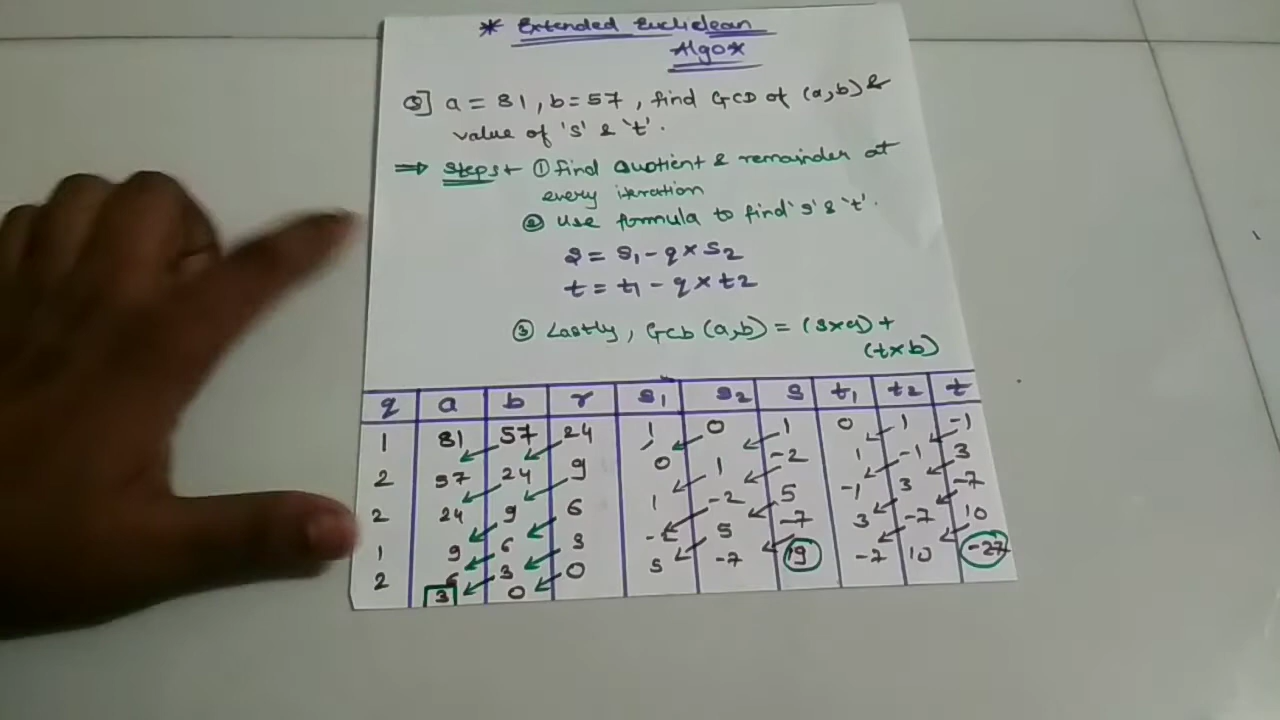 * Extended Euclidean
Algo*
Q] a = 81, b = 57, find GCD of (a,b) &
value of 's' & 't'.
⇒ Steps:- ① find Quotient & remainder at
every iteration
② Use formula to find 's' & 't'.
s = s1 - q × s2
t = t1 - q × t2
③ Lastly, GCD (a,b) = (s×a) +
(t×b)
q a b r s1 s2 s t1 t2 t
1 81 57 24 1 0 1 0 1 -1
2 57 24 9 0 1 -2 1 -1 3
2 24 9 6 1 -2 5 -1 3 -7
1 9 6 3 -2 5 -7 3 -7 10
2 6 3 0 5 -7 19 -7 10 -27
3 0